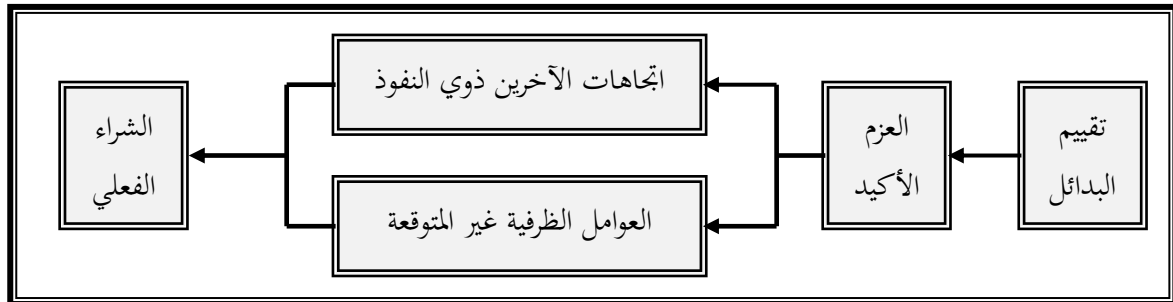 تقييم
البدائل
العزم
الأكيد
اتجاهات الآخرين ذوي النفوذ
العوامل الظرفية غير المتوقعة
الشراء
الفعلي